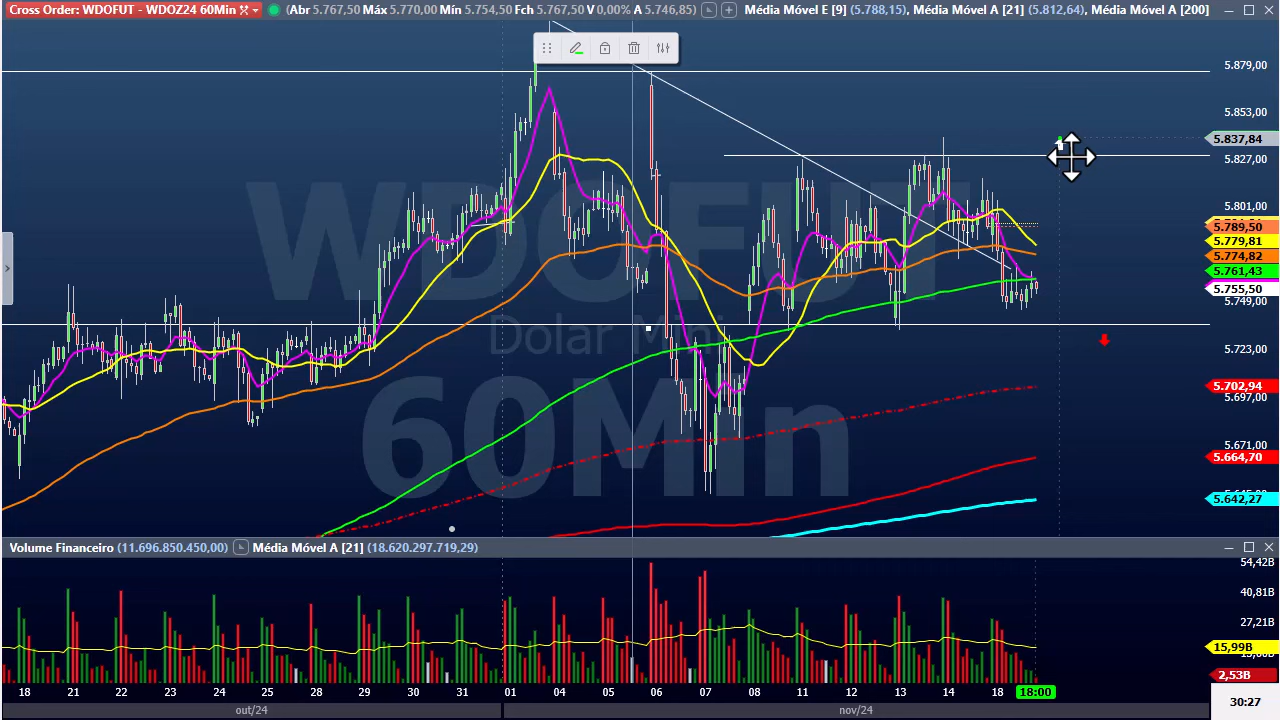 Cross Order: WDOFUT - WDOZ24 60Min (Abr 5.767,50 Máx 5.770,00 Mín 5.754,50 Fch 5.767,50 V 0,00% A 5.746,85) Média Móvel E [9] (5.788,15), Média Móvel A [21] (5.812,64), Média Móvel A [200]
5.879,00
5.853,00
5.837,84
5.827,00
5.801,00
5.789,50
5.779,81
5.774,82
5.761,43
5.755,50
5.749,00
5.723,00
5.702,94
5.697,00
5.671,00
5.664,70
5.642,27
WDOFUT
Dolar Mini
60Min
Volume Financeiro (11.696.850.450,00) Média Móvel A [21] (18.620.297.719,29)
54,42B
40,81B
27,21B
15,99B
2,53B
18 21 22 23 24 25 28 29 30 31 01 04 05 06 07 08 11 12 13 14 18 18:00
out/24 nov/24
30:27